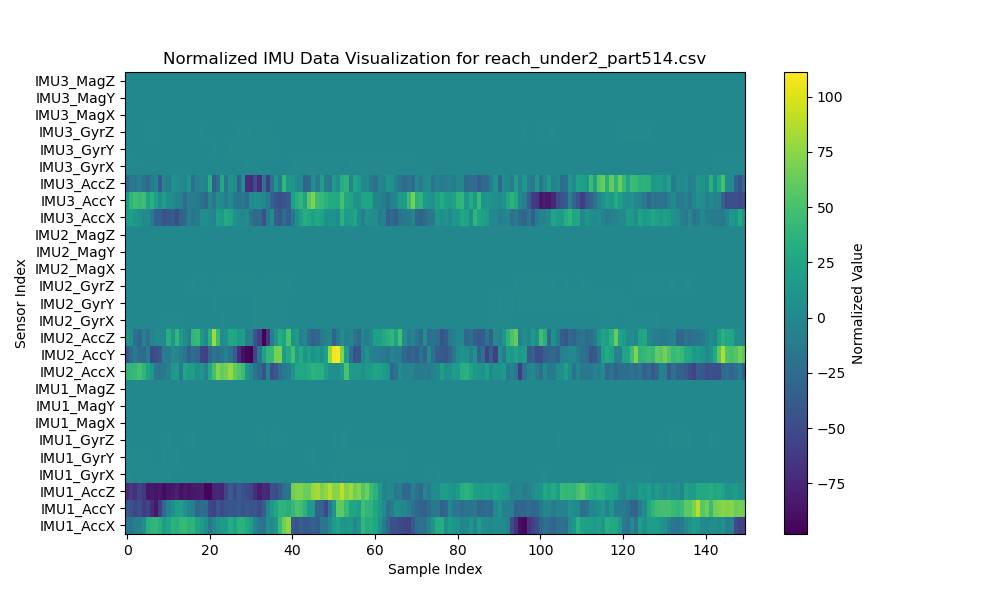 Normalized IMU Data Visualization for reach_under2_part514.csv
IMU3_MagZ
IMU3_MagY
IMU3_MagX
IMU3_GyrZ
IMU3_GyrY
IMU3_GyrX
IMU3_AccZ
IMU3_AccY
IMU3_AccX
IMU2_MagZ
IMU2_MagY
IMU2_MagX
IMU2_GyrZ
IMU2_GyrY
IMU2_GyrX
IMU2_AccZ
IMU2_AccY
IMU2_AccX
IMU1_MagZ
IMU1_MagY
IMU1_MagX
IMU1_GyrZ
IMU1_GyrY
IMU1_GyrX
IMU1_AccZ
IMU1_AccY
IMU1_AccX
Sensor Index
0 20 40 60 80 100 120 140
Sample Index
100
75
50
25
0
−25
−50
−75
Normalized Value